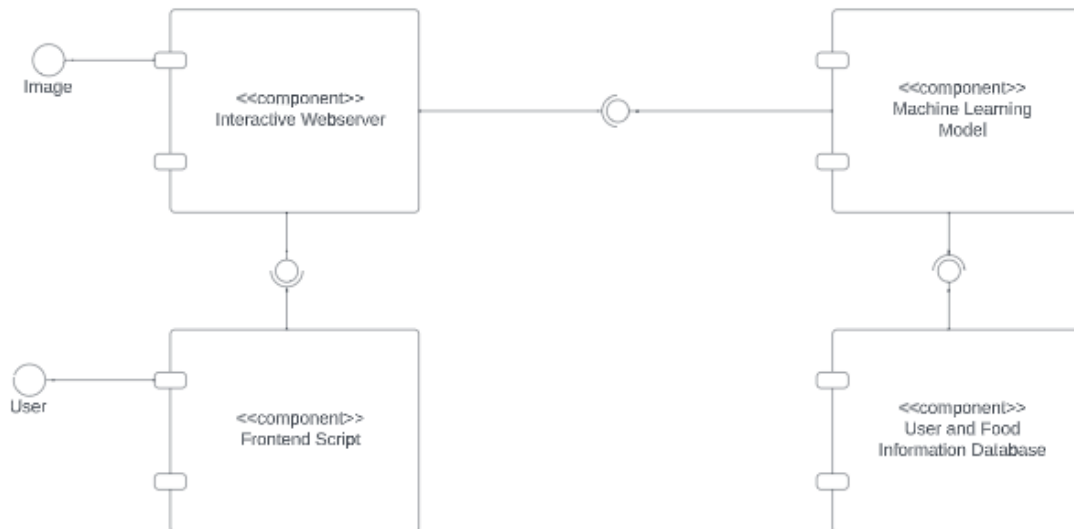 Image
<<component>>
Interactive Webserver
<<component>>
Machine Learning
Model
User
<<component>>
Frontend Script
<<component>>
User and Food
Information Database